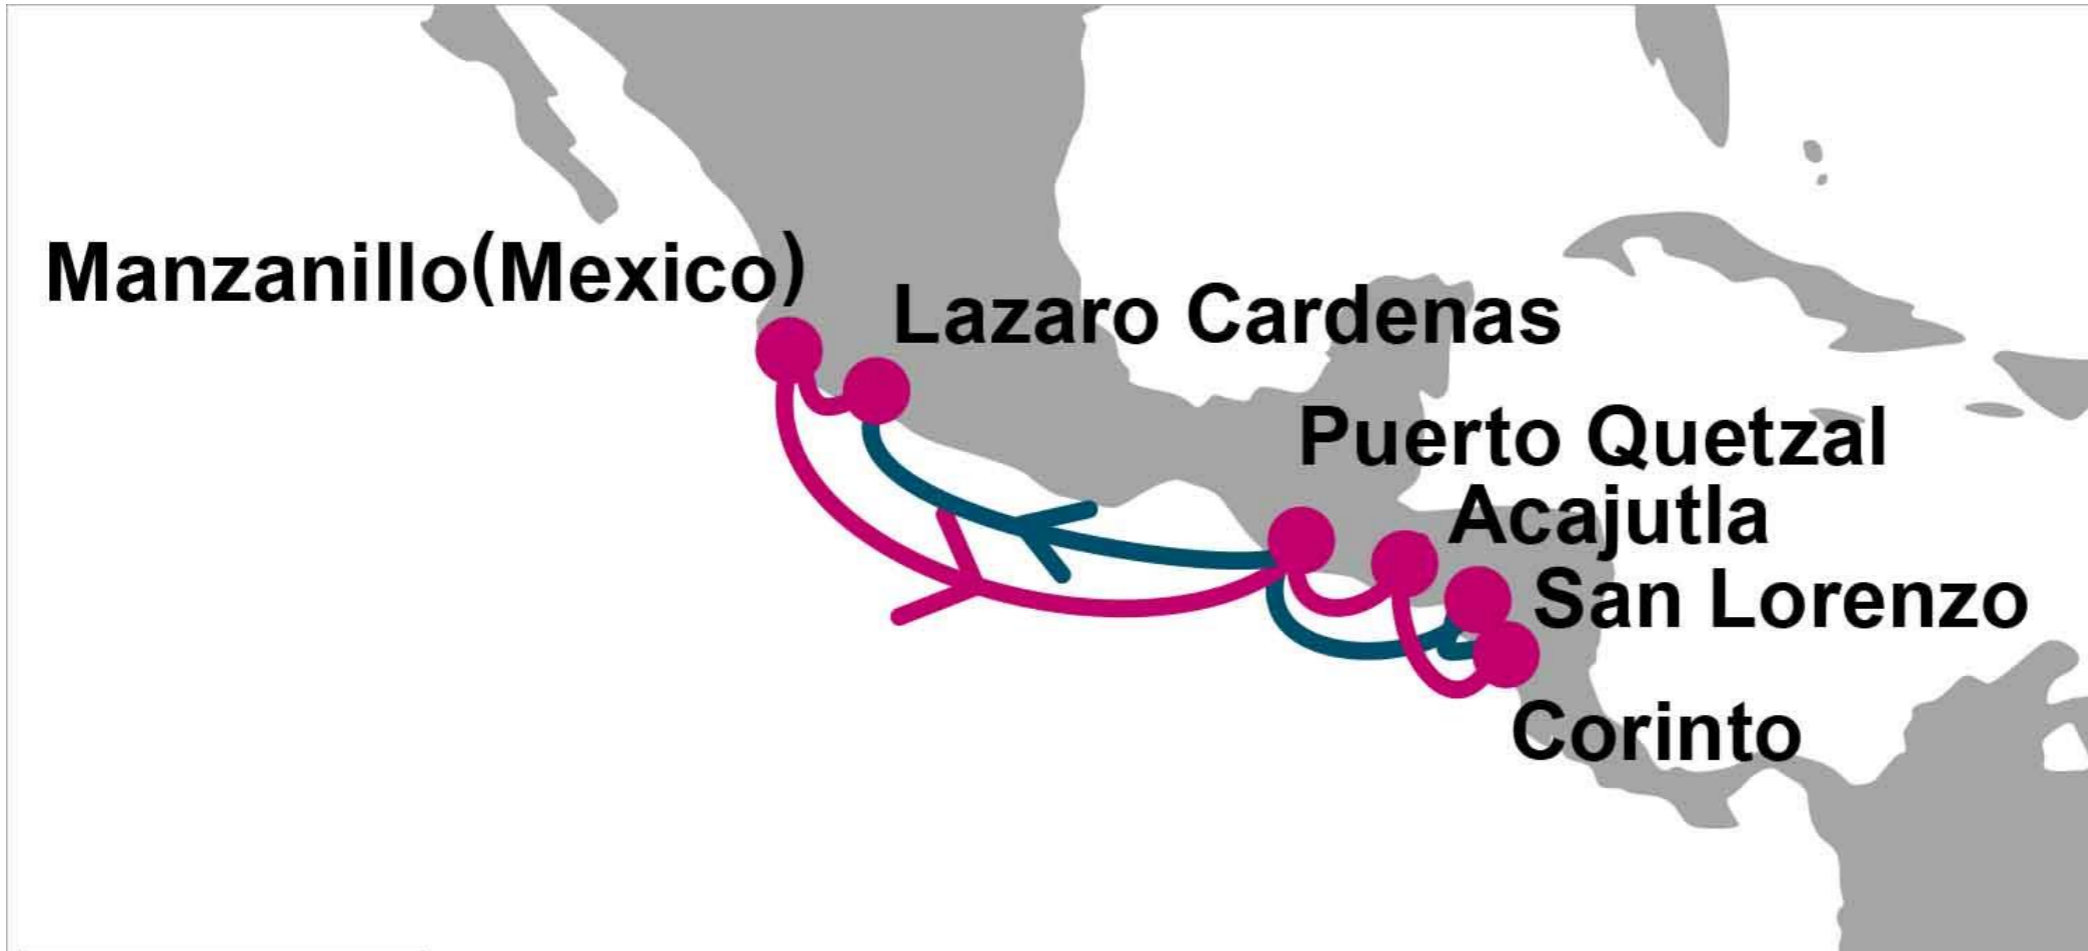 Manzanillo(Mexico)
Lazaro Cardenas
Puerto Quetzal
Acajutla
San Lorenzo
Corinto